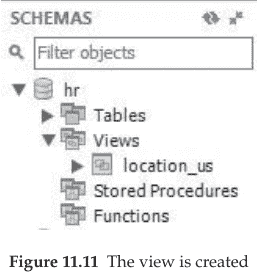 SCHEMAS
Filter objects
hr
Tables
Views
location_us
Stored Procedures
Functions
Figure 11.11 The view is created